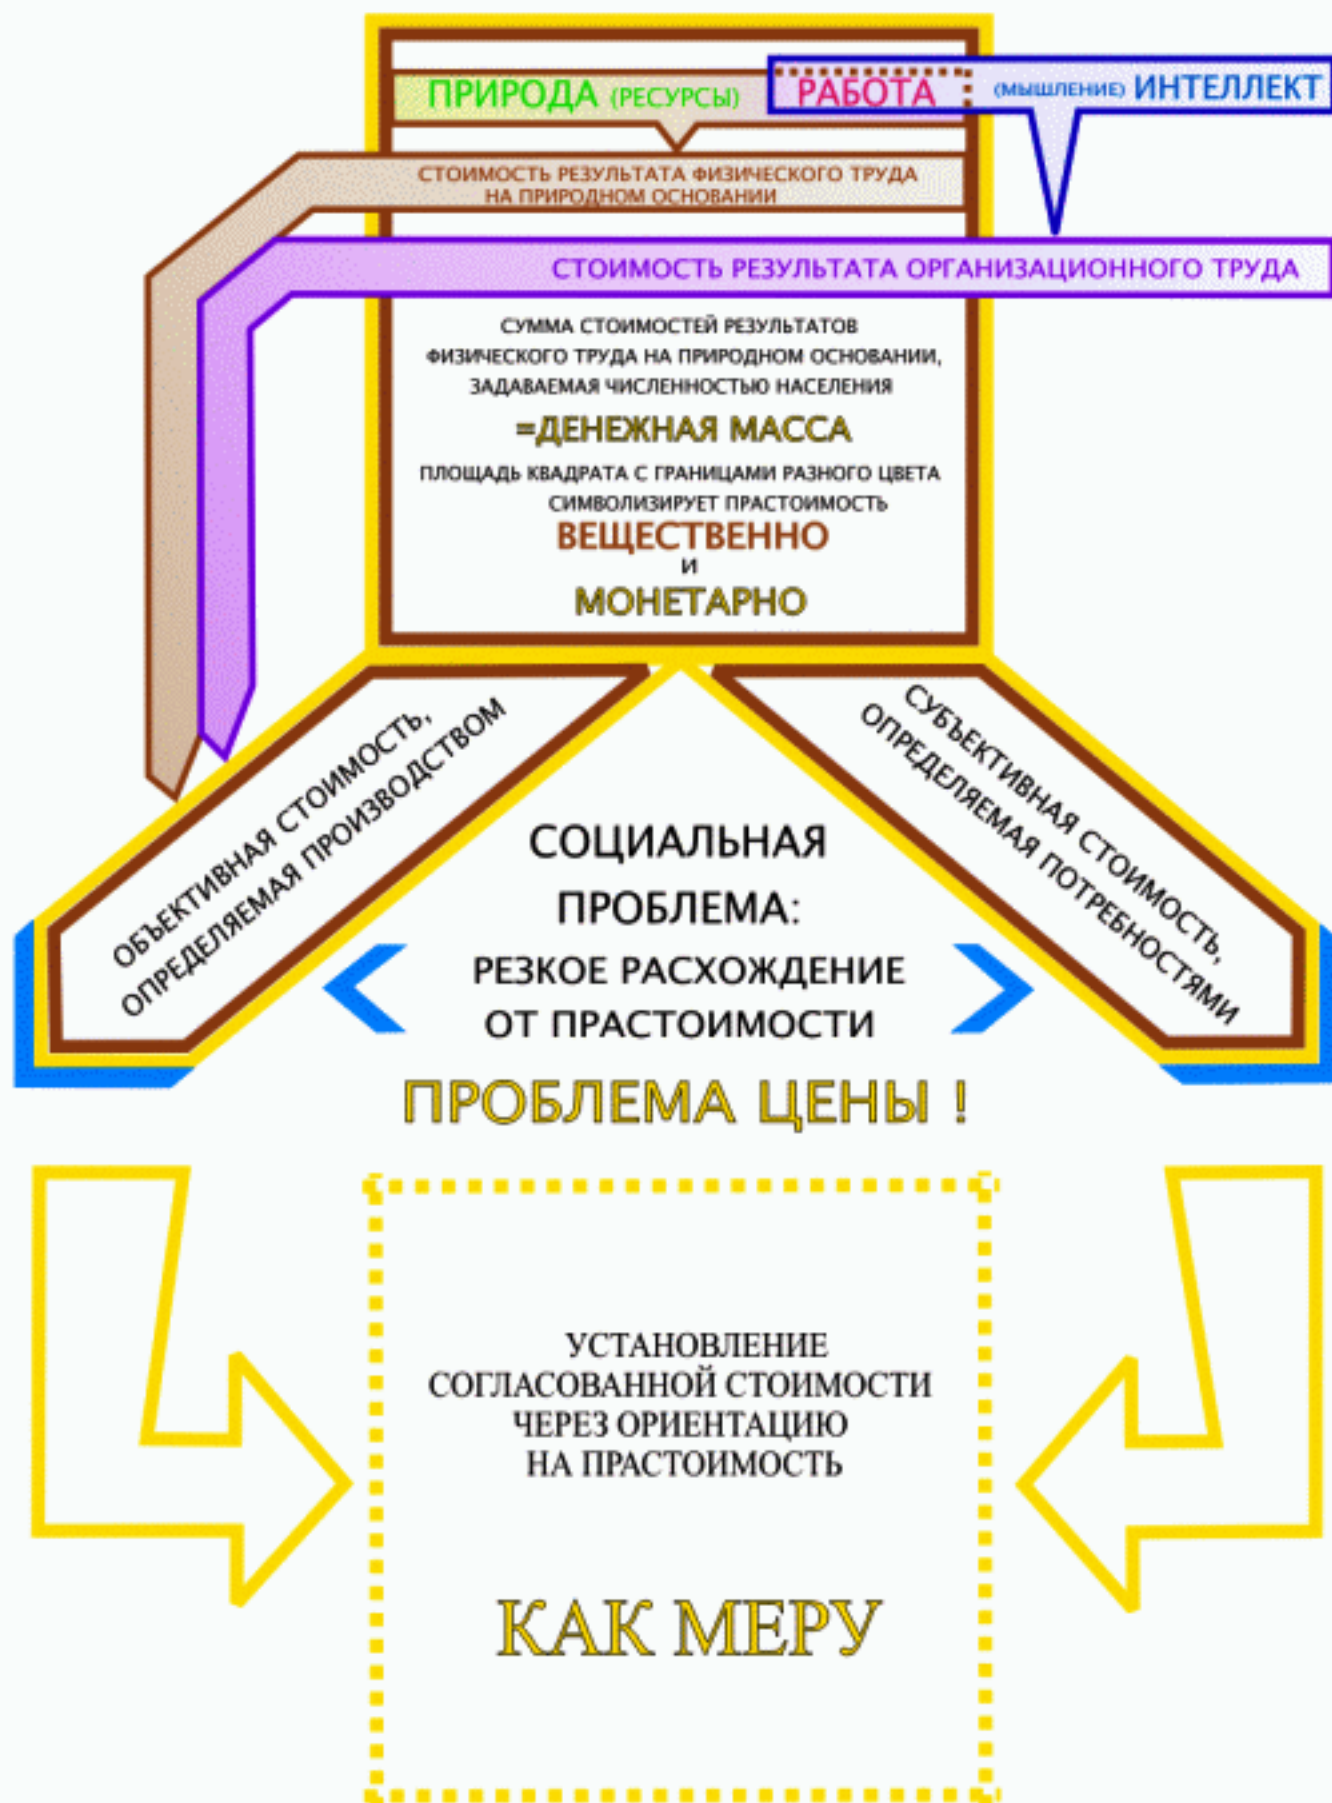 ПРИРОДА (РЕСУРСЫ) РАБОТА (МЫШЛЕНИЕ) ИНТЕЛЛЕКТ
СТОИМОСТЬ РЕЗУЛЬТАТА ФИЗИЧЕСКОГО ТРУДА
НА ПРИРОДНОМ ОСНОВАНИИ
СТОИМОСТЬ РЕЗУЛЬТАТА ОРГАНИЗАЦИОННОГО ТРУДА
СУММА СТОИМОСТЕЙ РЕЗУЛЬТАТОВ
ФИЗИЧЕСКОГО ТРУДА НА ПРИРОДНОМ ОСНОВАНИИ,
ЗАДАВАЕМАЯ ЧИСЛЕННОСТЬЮ НАСЕЛЕНИЯ
=ДЕНЕЖНАЯ МАССА
ПЛОЩАДЬ КВАДРАТА С ГРАНИЦАМИ РАЗНОГО ЦВЕТА
СИМВОЛИЗИРУЕТ ПРАСТОИМОСТЬ
ВЕЩЕСТВЕННО
И
МОНЕТАРНО
ОБЪЕКТИВНАЯ СТОИМОСТЬ,
ОПРЕДЕЛЯЕМАЯ ПРОИЗВОДСТВОМ
СУБЪЕКТИВНАЯ СТОИМОСТЬ,
ОПРЕДЕЛЯЕМАЯ ПОТРЕБНОСТЯМИ
СОЦИАЛЬНАЯ
ПРОБЛЕМА:
РЕЗКОЕ РАСХОЖДЕНИЕ
ОТ ПРАСТОИМОСТИ
ПРОБЛЕМА ЦЕНЫ !
УСТАНОВЛЕНИЕ
СОГЛАСОВАННОЙ СТОИМОСТИ
ЧЕРЕЗ ОРИЕНТАЦИЮ
НА ПРАСТОИМОСТЬ
КАК МЕРУ